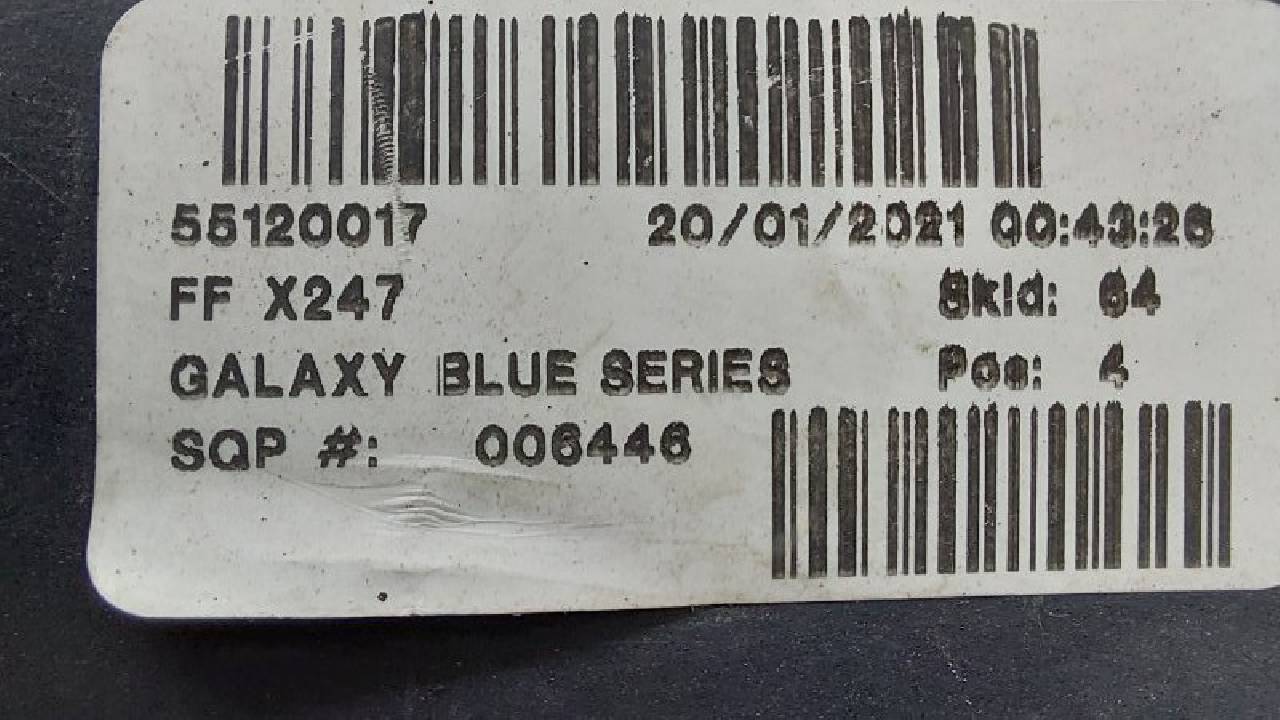 55120017 20/01/2021 00:43:26
FF X247 Skid: 64
GALAXY BLUE SERIES Pos: 4
SQP #: 006446